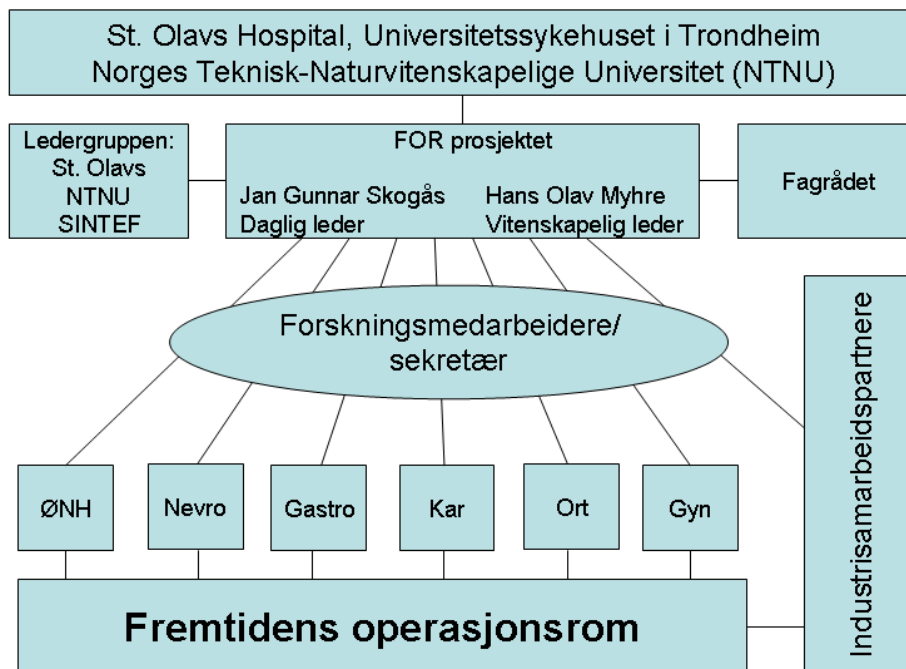 St. Olavs Hospital, Universitetssykehuset i Trondheim
Norges Teknisk-Naturvitenskapelige Universitet (NTNU)
Ledergruppen:
St. Olavs
NTNU
SINTEF
FOR prosjektet
Jan Gunnar Skogås
Daglig leder
Hans Olav Myhre
Vitenskapelig leder
Fagrådet
Forskningsmedarbeidere/
sekretær
Industrisamarbeidspartnere
ØNH
Nevro
Gastro
Kar
Ort
Gyn
Fremtidens operasjonsrom